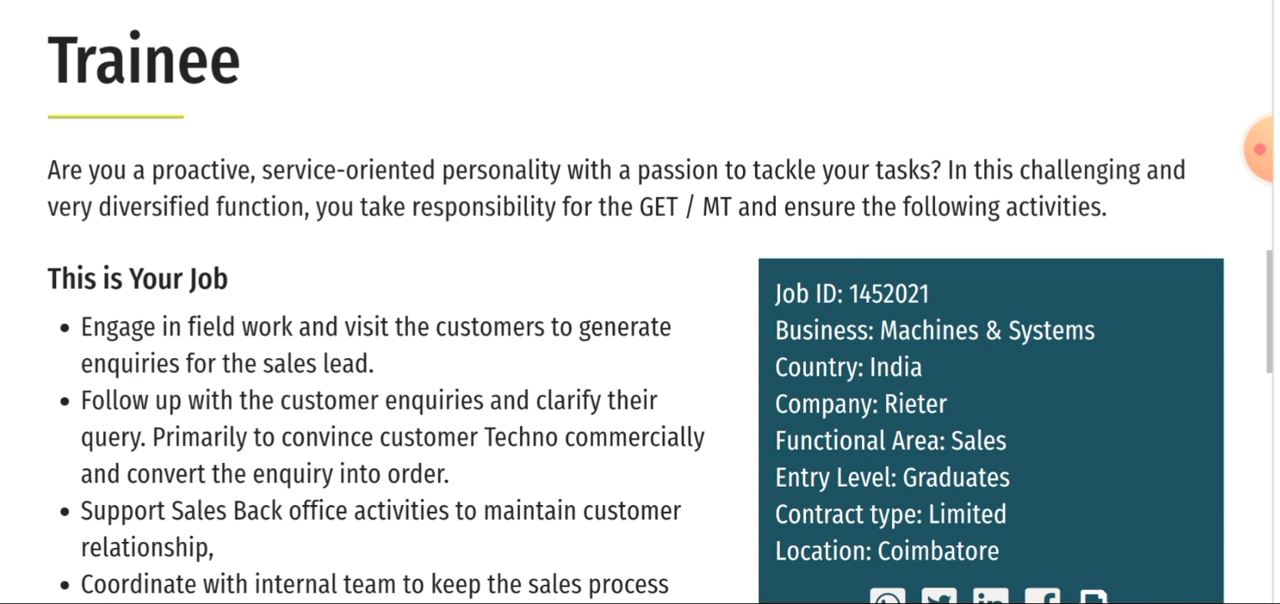 Trainee
Are you a proactive, service-oriented personality with a passion to tackle your tasks? In this challenging and
very diversified function, you take responsibility for the GET / MT and ensure the following activities.
This is Your Job
• Engage in field work and visit the customers to generate
enquiries for the sales lead.
• Follow up with the customer enquiries and clarify their
query. Primarily to convince customer Techno commercially
and convert the enquiry into order.
• Support Sales Back office activities to maintain customer
relationship,
• Coordinate with internal team to keep the sales process
Job ID: 1452021
Business: Machines & Systems
Country: India
Company: Rieter
Functional Area: Sales
Entry Level: Graduates
Contract type: Limited
Location: Coimbatore